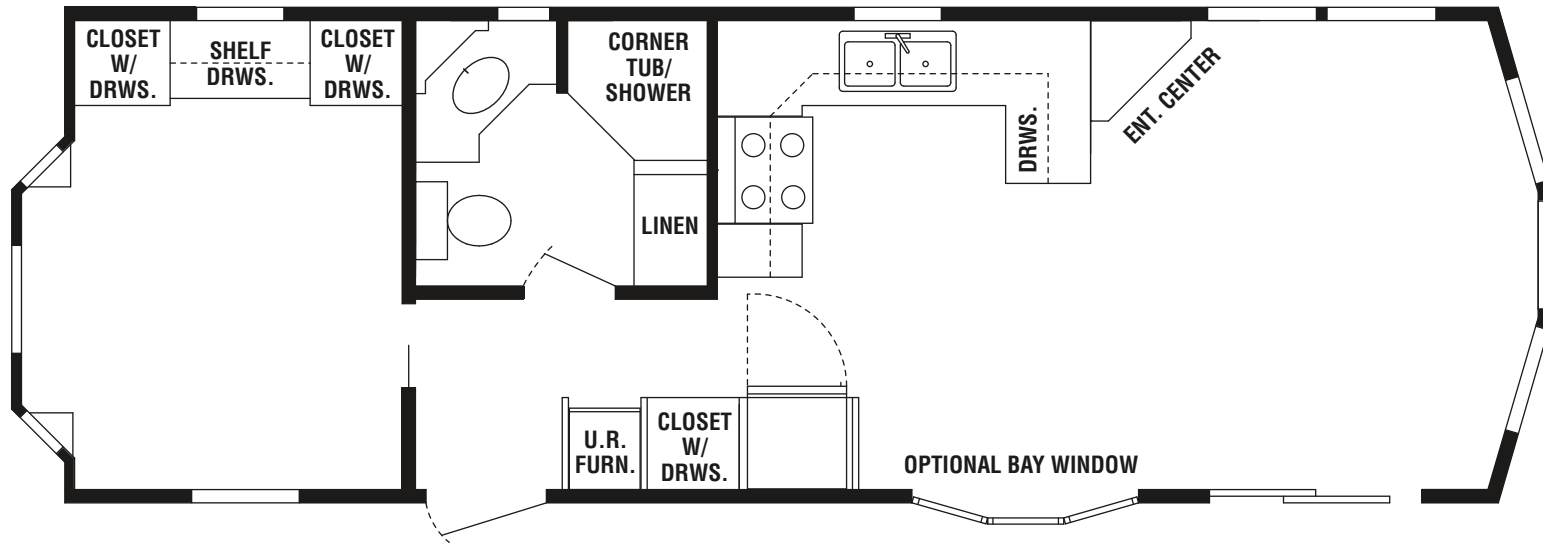 CLOSET
W/
DRWS.
SHELF
DRWS.
CLOSET
W/
DRWS.
CORNER
TUB/
SHOWER
LINEN
DRWS.
ENT. CENTER
U.R.
FURN.
CLOSET
W/
DRWS.
OPTIONAL BAY WINDOW